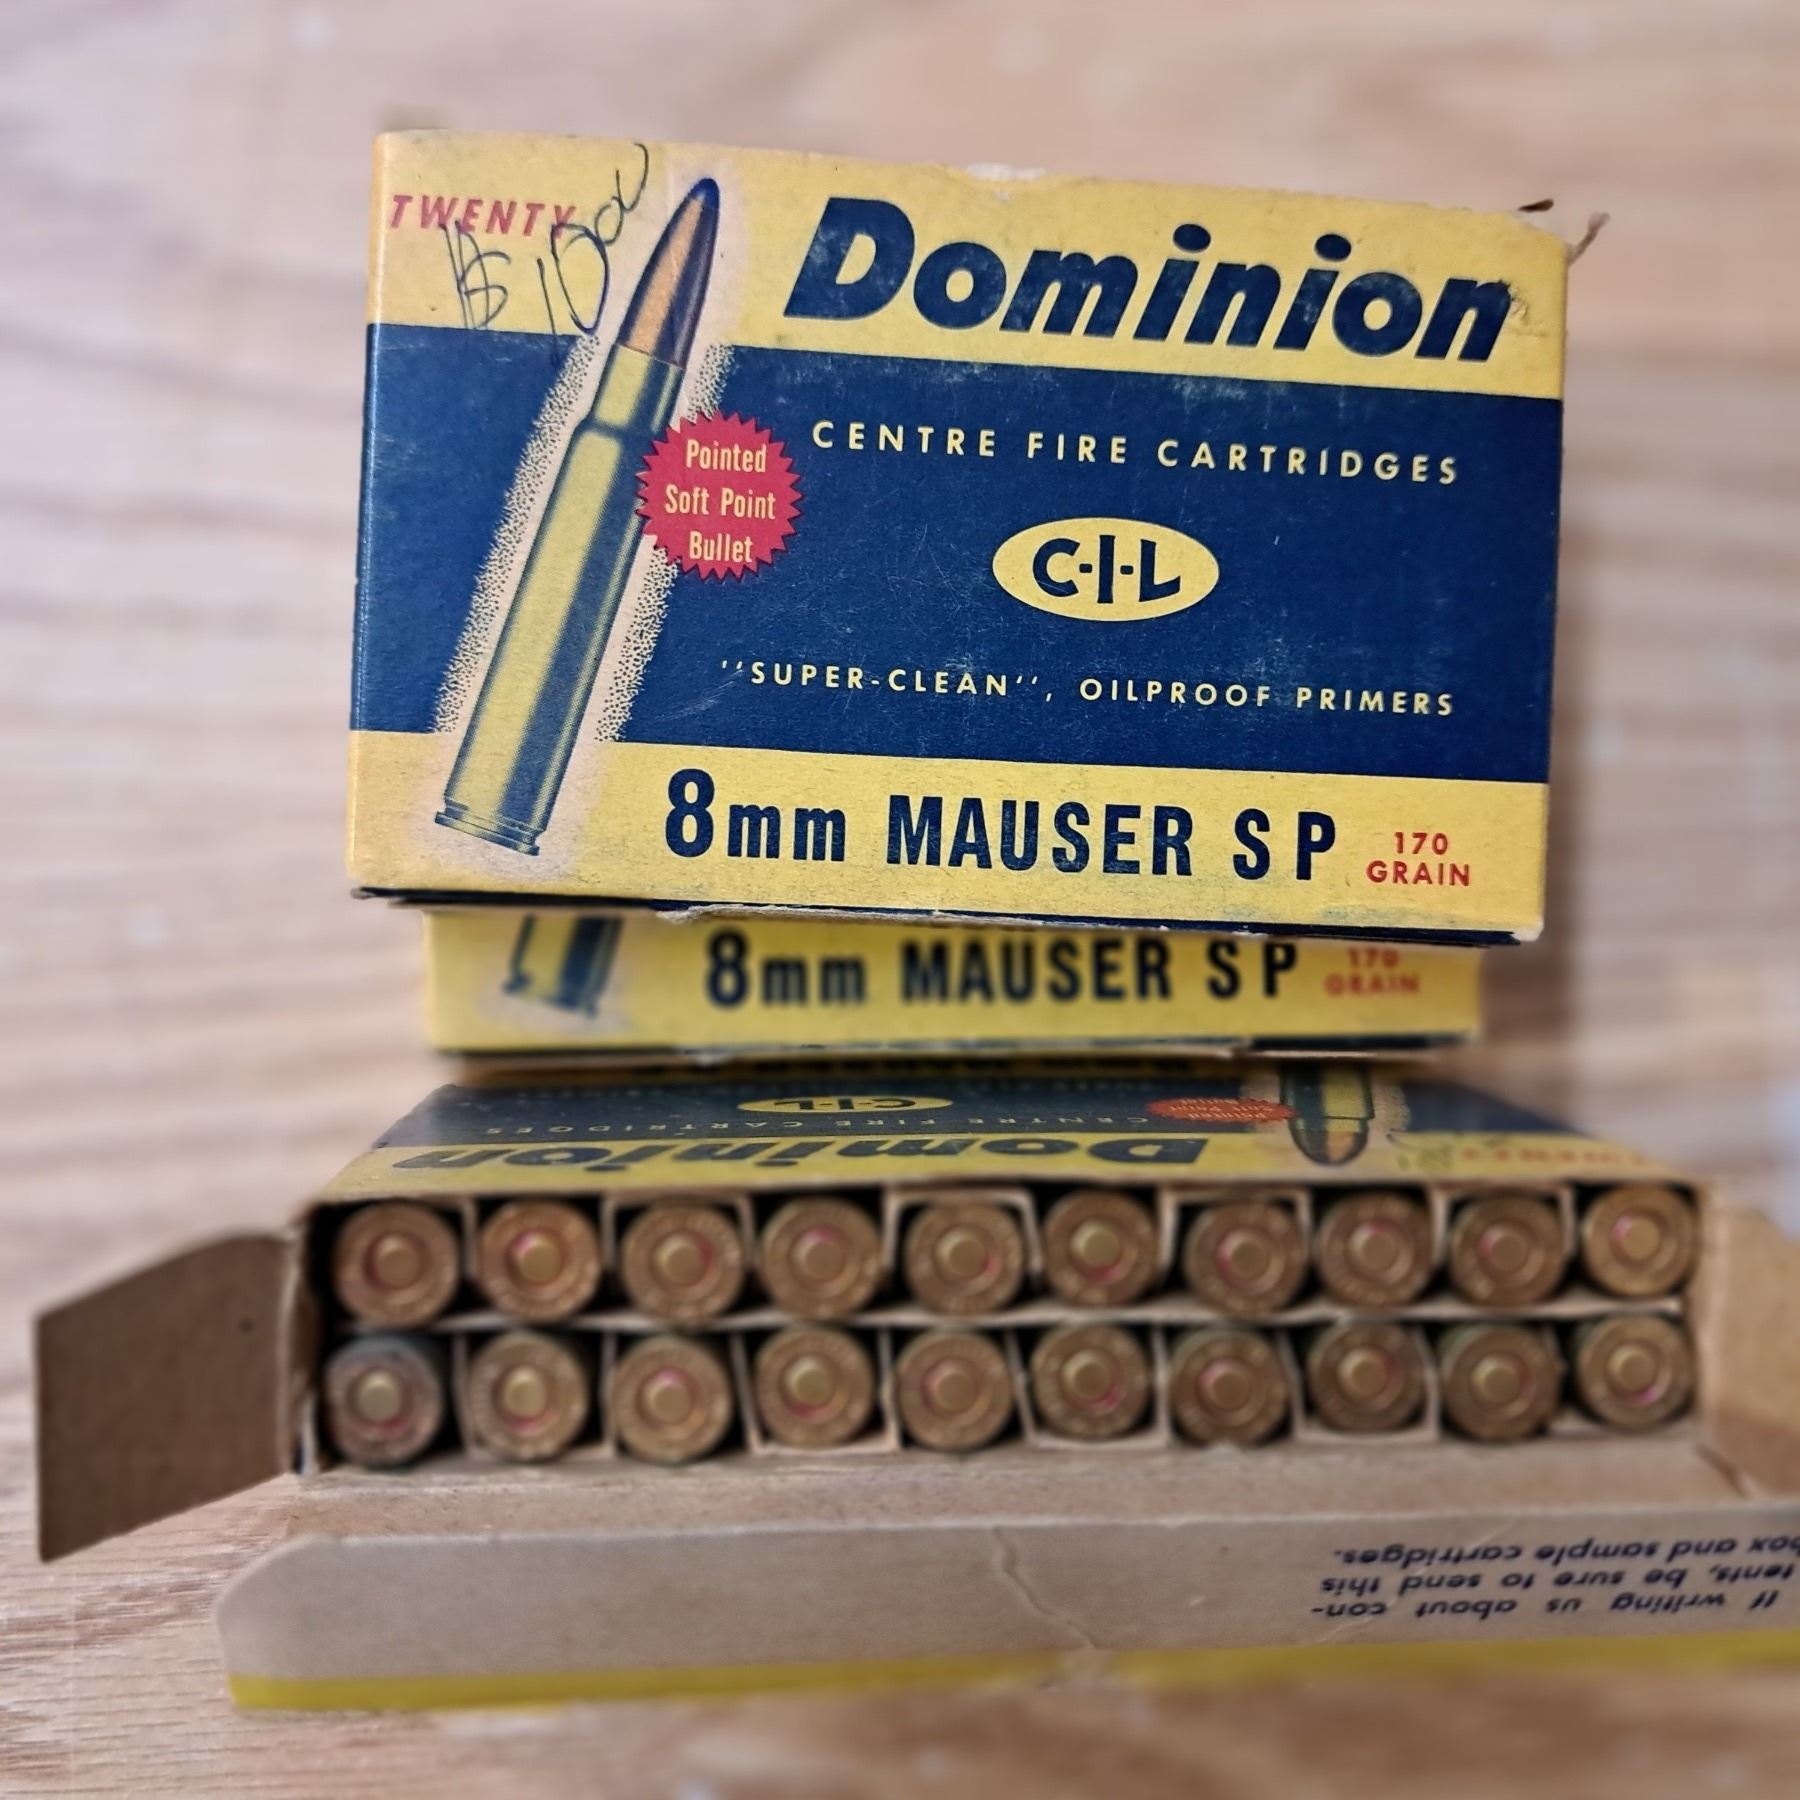 TWENTY
Dominion
Pointed
Soft Point
Bullet
CENTRE FIRE CARTRIDGES
C-I-L
"SUPER-CLEAN", OILPROOF PRIMERS
8mm MAUSER SP
170
GRAIN
8mm MAUSER SP
170
GRAIN
CENTRE FIRE CARTRIDGES
C-I-L
Dominion
TWENTY
If writing us about con-
tents, be sure to send this
box and sample cartridges.